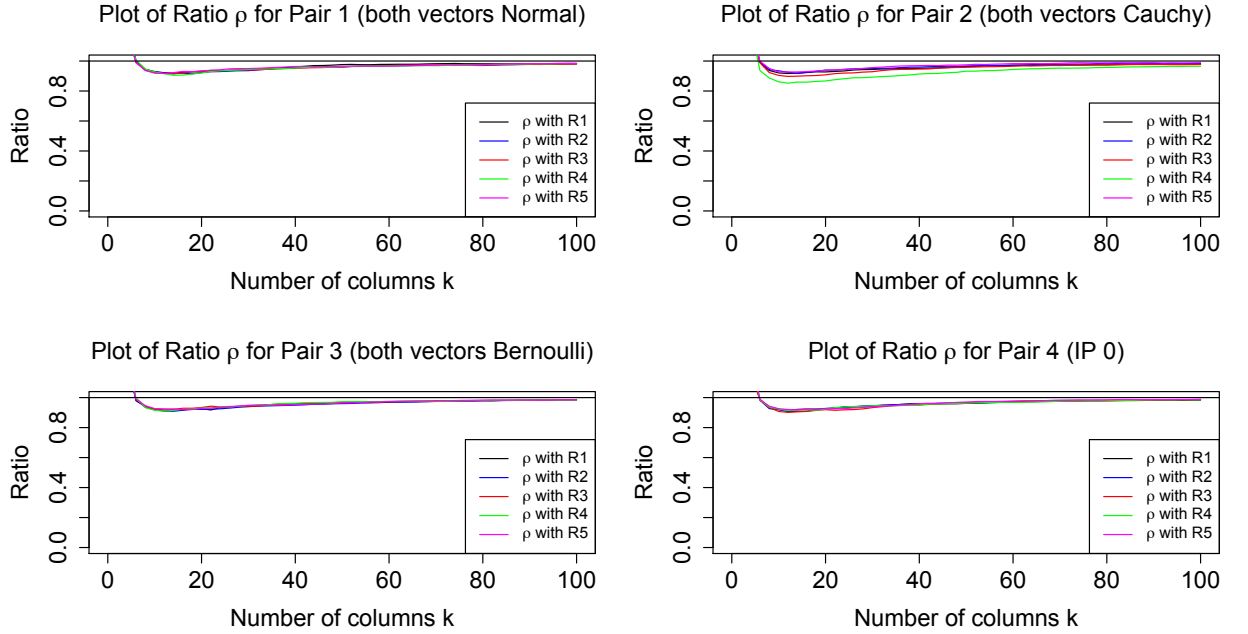 Plot of Ratio ρ for Pair 1 (both vectors Normal)
Ratio
0.0 0.4 0.8
ρ with R1
ρ with R2
ρ with R3
ρ with R4
ρ with R5
0 20 40 60 80 100
Number of columns k
Plot of Ratio ρ for Pair 2 (both vectors Cauchy)
Ratio
0.0 0.4 0.8
ρ with R1
ρ with R2
ρ with R3
ρ with R4
ρ with R5
0 20 40 60 80 100
Number of columns k
Plot of Ratio ρ for Pair 3 (both vectors Bernoulli)
Ratio
0.0 0.4 0.8
ρ with R1
ρ with R2
ρ with R3
ρ with R4
ρ with R5
0 20 40 60 80 100
Number of columns k
Plot of Ratio ρ for Pair 4 (IP 0)
Ratio
0.0 0.4 0.8
ρ with R1
ρ with R2
ρ with R3
ρ with R4
ρ with R5
0 20 40 60 80 100
Number of columns k